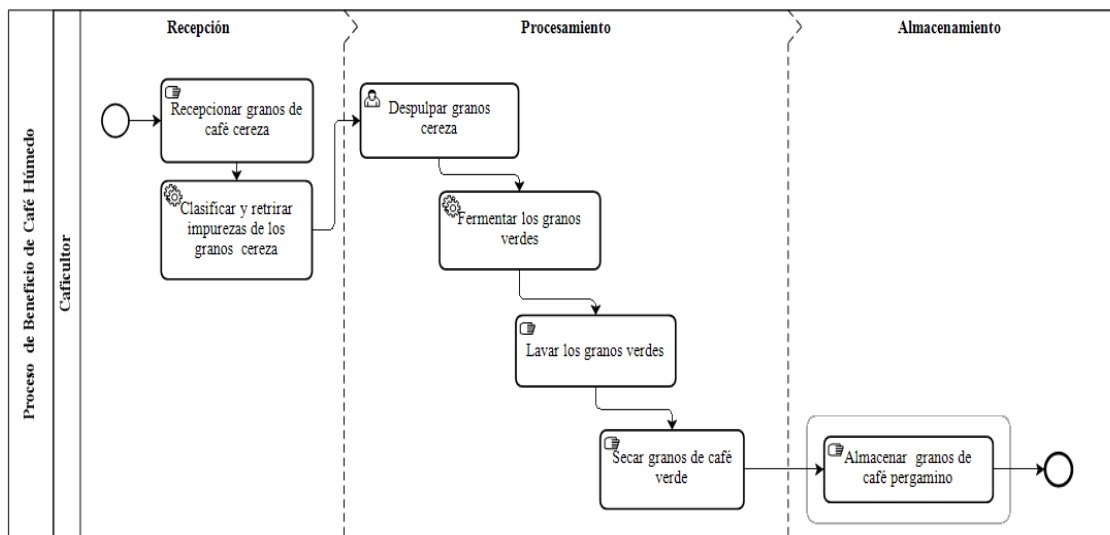 Recepción
Procesamiento
Almacenamiento
Proceso de Beneficio de Café Húmedo
Caficultor
Recepcionar granos de
café cereza
Clasificar y retrirar
impurezas de los
granos cereza
Despulpar granos
cereza
Fermentar los granos
verdes
Lavar los granos verdes
Secar granos de café
verde
Almacenar granos de
café pergamino